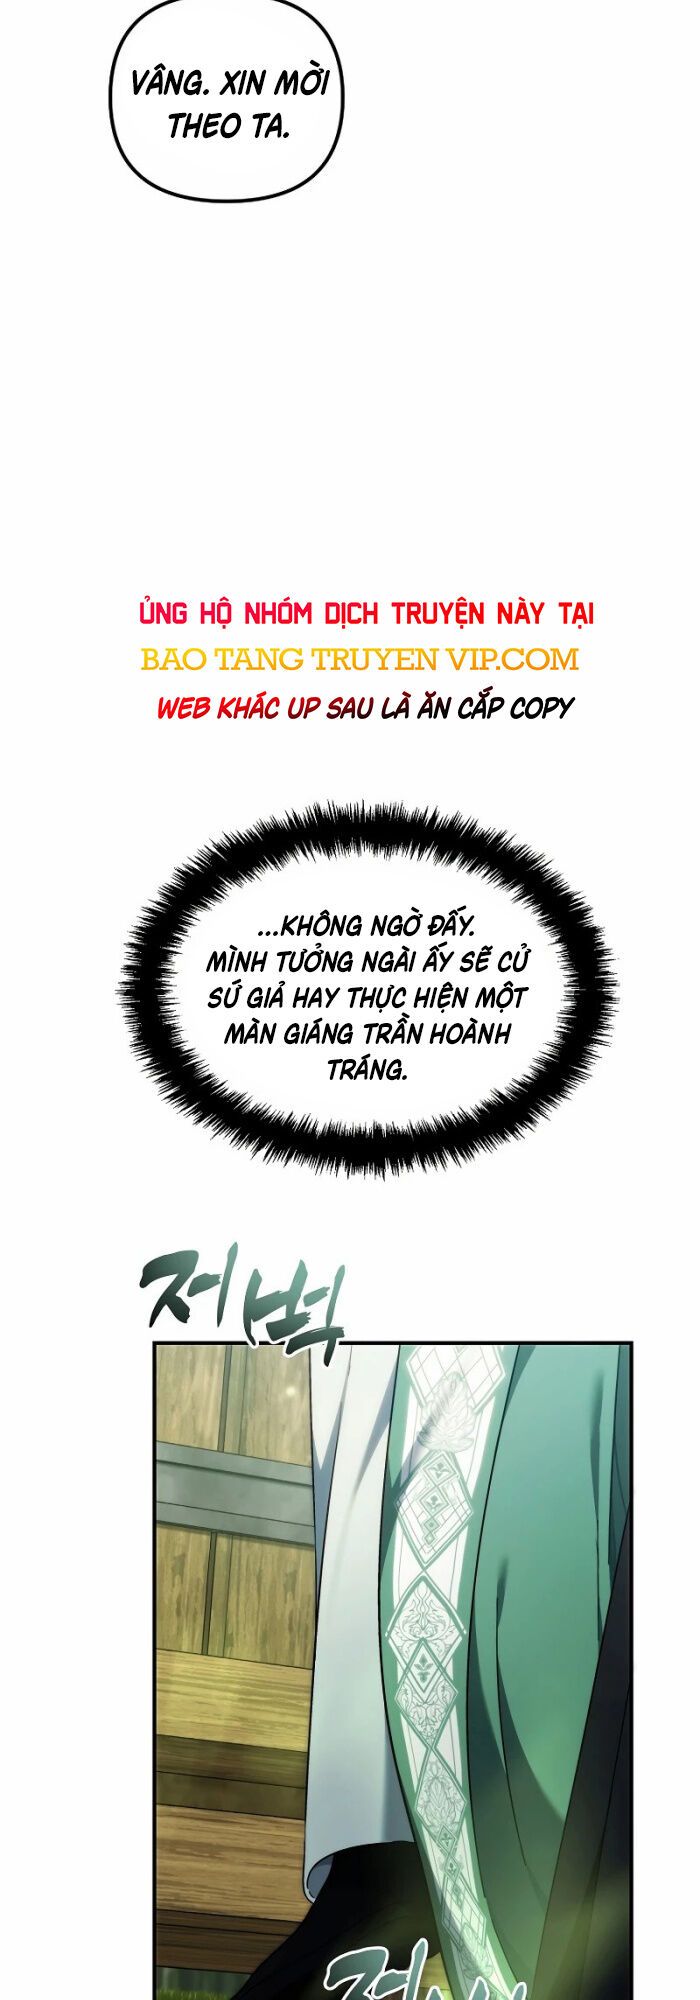 VÂNG. XIN MỜI
THEO TA.
ỦNG HỘ NHÓM DỊCH TRUYỆN NÀY TẠI
BAO TANG TRUYEN VIP.COM
WEB KHÁC UP SAU LÀ ĂN CẮP COPY
...KHÔNG NGỜ ĐẤY.
MÌNH TƯỞNG NGÀI ẤY SẼ CỬ
SỨ GIẢ HAY THỰC HIỆN MỘT
MÀN GIÁNG TRẦN HOÀNH
TRÁNG.
저벅
저벅